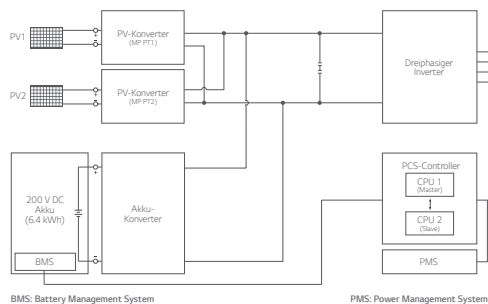 PV1
PV-Konverter
(MP PT1)
PV2
PV-Konverter
(MP PT2)
Dreiphasiger
Inverter
200 V DC
Akku
(6.4 kWh)
BMS
Akku-
Konverter
PCS-Controller
CPU 1
(Master)
CPU 2
(Slave)
PMS
BMS: Battery Management System
PMS: Power Management System